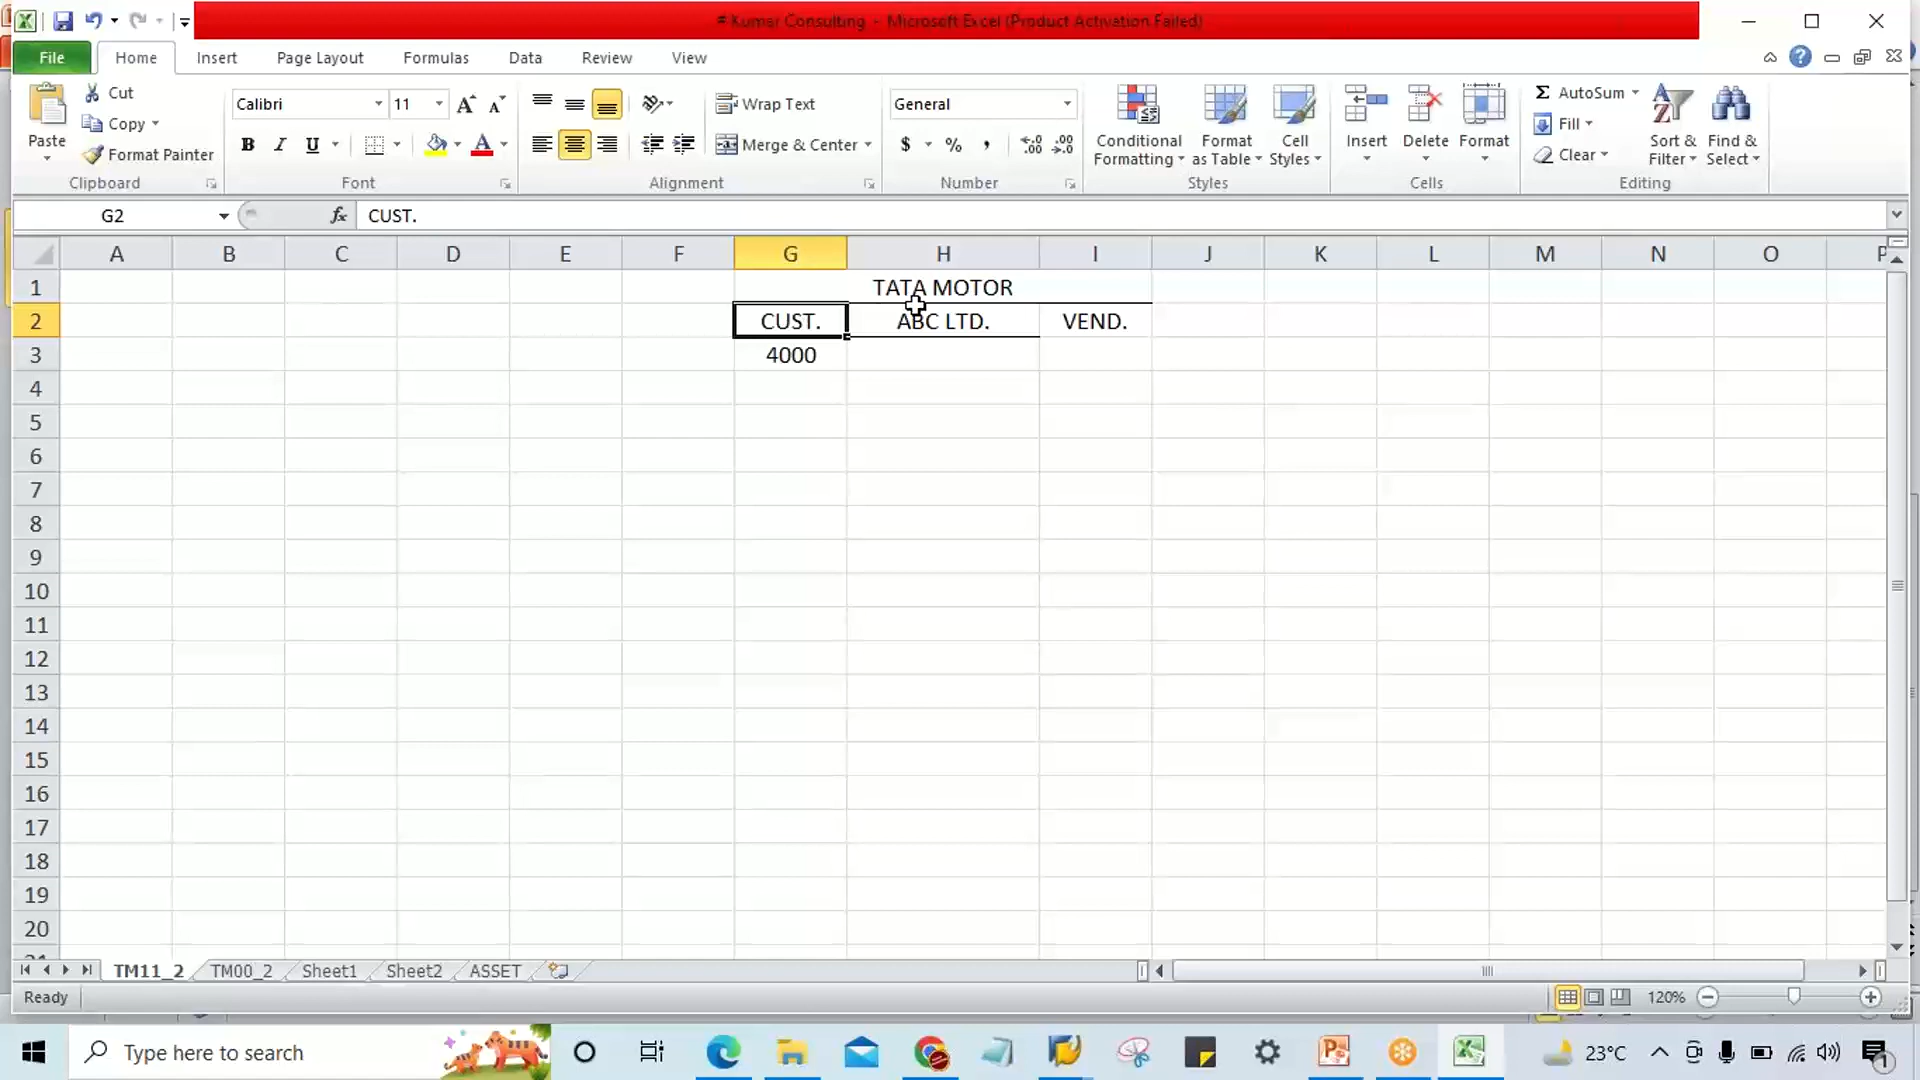 # Kumar Consulting - Microsoft Excel (Product Activation Failed)
File Home Insert Page Layout Formulas Data Review View
Paste
Cut
Copy
Format Painter
Clipboard
Calibri 11
B I U A
Font
Wrap Text
Merge & Center
Alignment
General
$ % ,
Number
Conditional Formatting
Format as Table
Cell Styles
Styles
Insert Delete Format
Cells
Σ AutoSum
Fill
Clear
Sort & Filter
Find & Select
Editing
G2 fx CUST.
A B C D E F G H I J K L M N O P
1 TATA MOTOR
2 CUST. ABC LTD. VEND.
3 4000
4
5
6
7
8
9
10
11
12
13
14
15
16
17
18
19
20
21
TM11_2 TM00_2 Sheet1 Sheet2 ASSET
Ready 120%
Type here to search 23°C 1